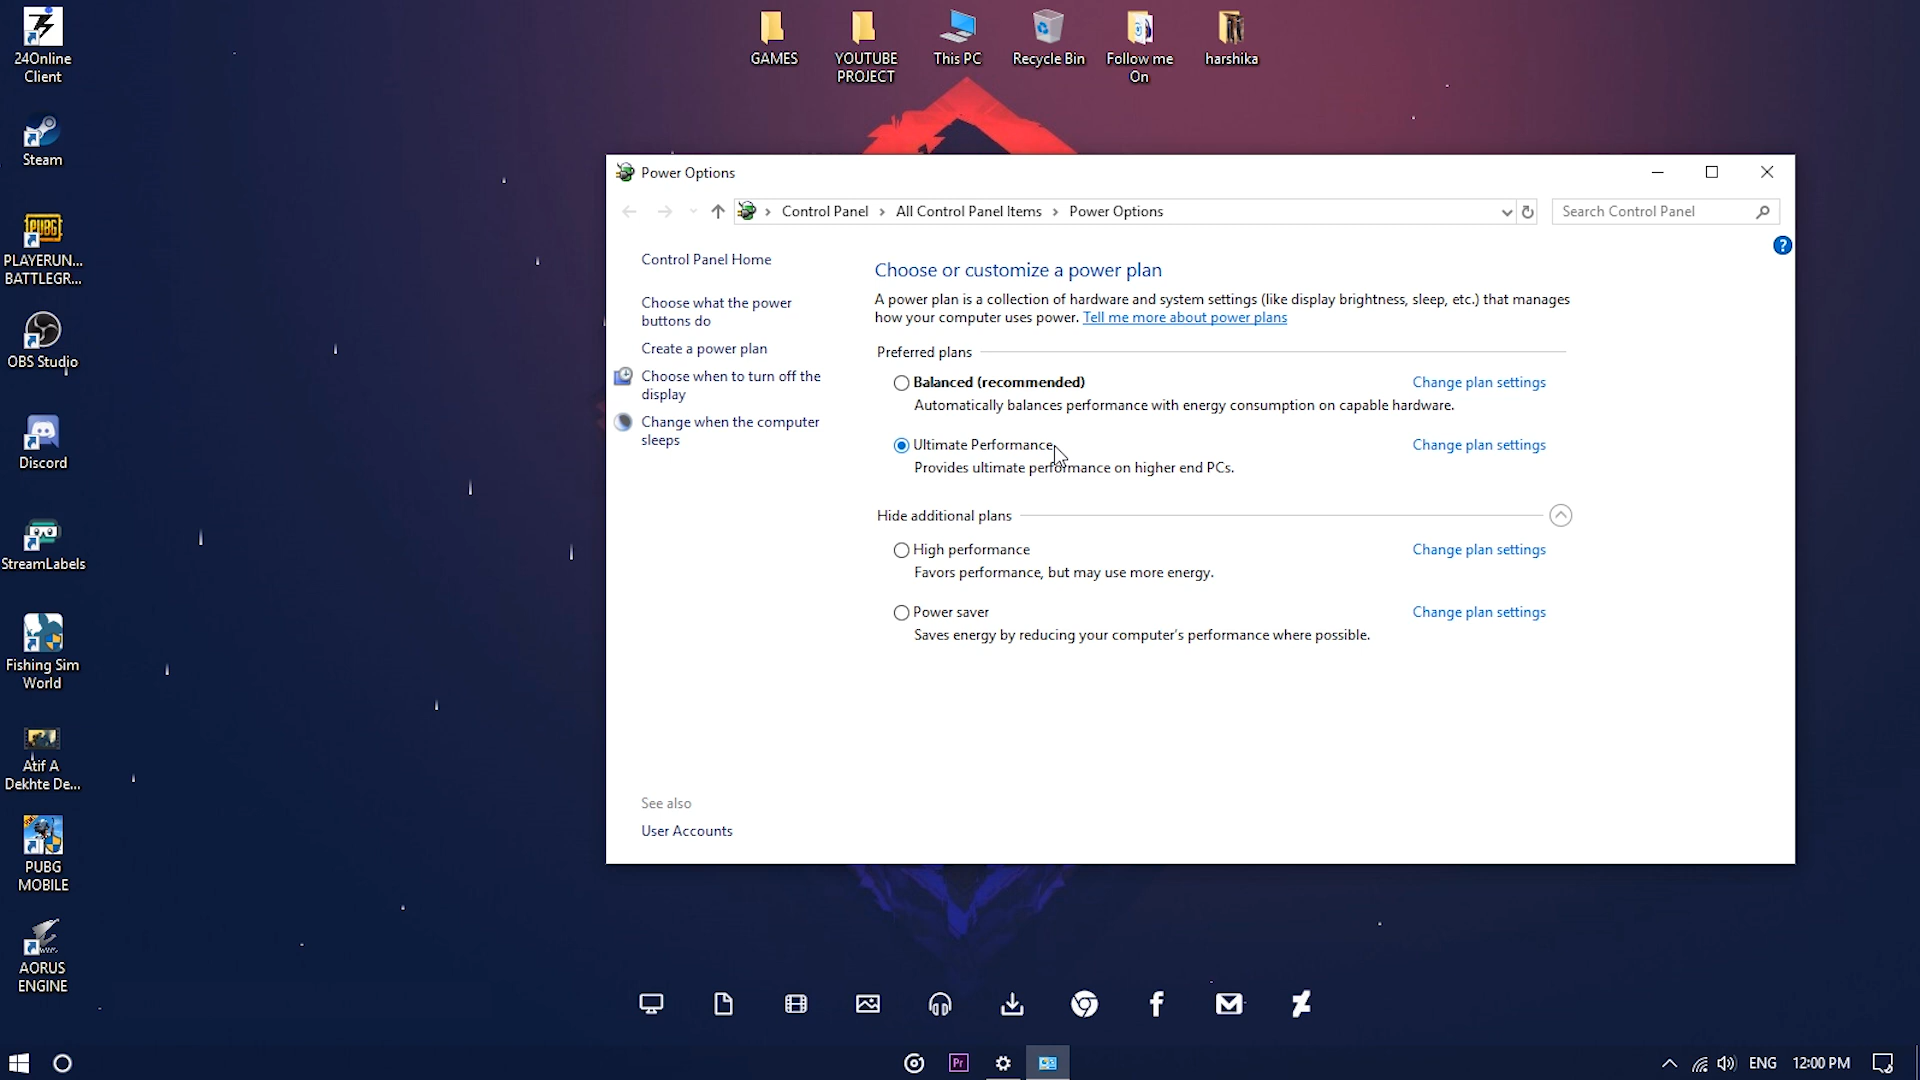 24Online
Client
Steam
PLAYERUN...
BATTLEGR...
OBS Studio
Discord
StreamLabels
Fishing Sim
World
Atif A
Dekhte De...
PUBG
MOBILE
AORUS
ENGINE
GAMES
YOUTUBE
PROJECT
This PC
Recycle Bin
Follow me
On
harshika
Power Options
Control Panel
All Control Panel Items
Power Options
Search Control Panel
?
Control Panel Home
Choose what the power
buttons do
Create a power plan
Choose when to turn off the
display
Change when the computer
sleeps
See also
User Accounts
Choose or customize a power plan
A power plan is a collection of hardware and system settings (like display brightness, sleep, etc.) that manages
how your computer uses power. Tell me more about power plans
Preferred plans
Balanced (recommended) Change plan settings
Automatically balances performance with energy consumption on capable hardware.
Ultimate Performance Change plan settings
Provides ultimate performance on higher end PCs.
Hide additional plans
High performance Change plan settings
Favors performance, but may use more energy.
Power saver Change plan settings
Saves energy by reducing your computer's performance where possible.
Pr
ENG 12:00 PM